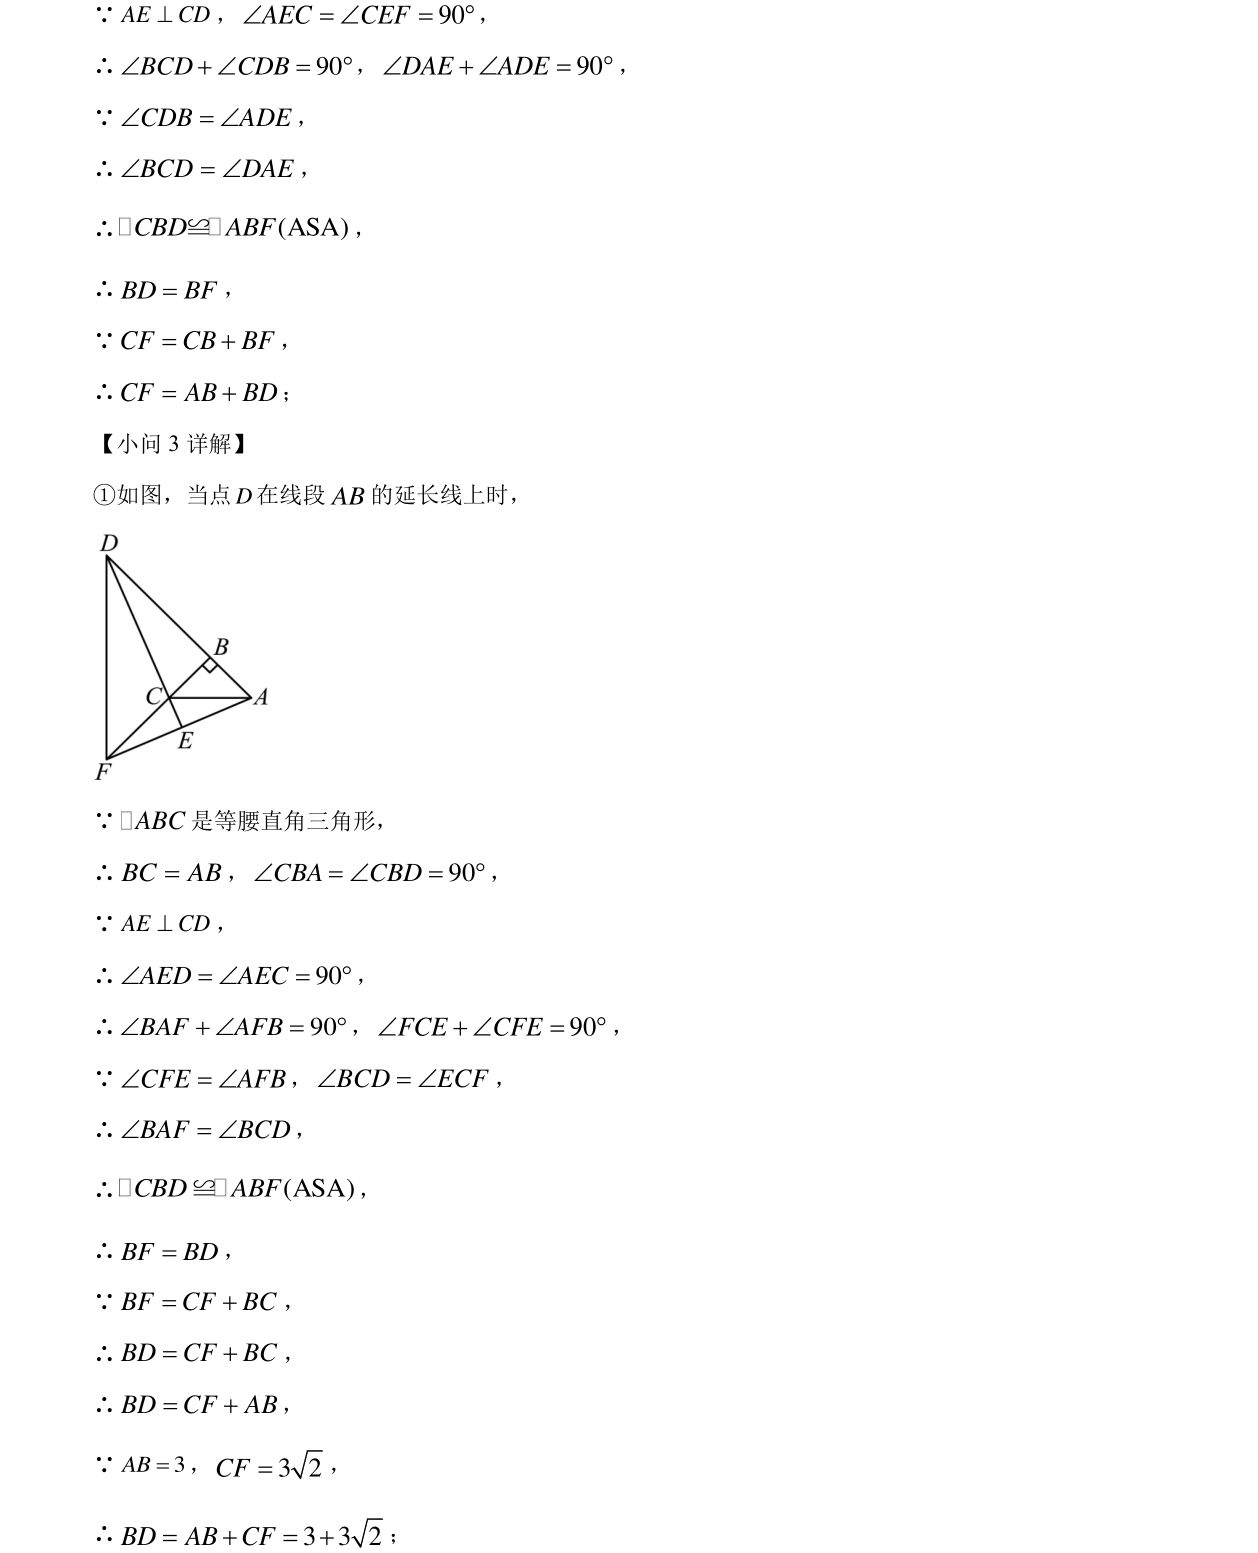 ∵ AE⊥CD，∠AEC=∠CEF=90°，
∴ ∠BCD+∠CDB=90°，∠DAE+∠ADE=90°，
∵ ∠CDB=∠ADE，
∴ ∠BCD=∠DAE，
∴ □CBD≌□ABF(ASA)，
∴ BD=BF，
∵ CF=CB+BF，
∴ CF=AB+BD；
【小问 3 详解】
①如图，当点 D 在线段 AB 的延长线上时，
D
B
C
A
E
F
∵ □ABC 是等腰直角三角形，
∴ BC=AB，∠CBA=∠CBD=90°，
∵ AE⊥CD，
∴ ∠AED=∠AEC=90°，
∴ ∠BAF+∠AFB=90°，∠FCE+∠CFE=90°，
∵ ∠CFE=∠AFB，∠BCD=∠ECF，
∴ ∠BAF=∠BCD，
∴ □CBD≌□ABF(ASA)，
∴ BF=BD，
∵ BF=CF+BC，
∴ BD=CF+BC，
∴ BD=CF+AB，
∵ AB=3，CF=3√2，
∴ BD=AB+CF=3+3√2；